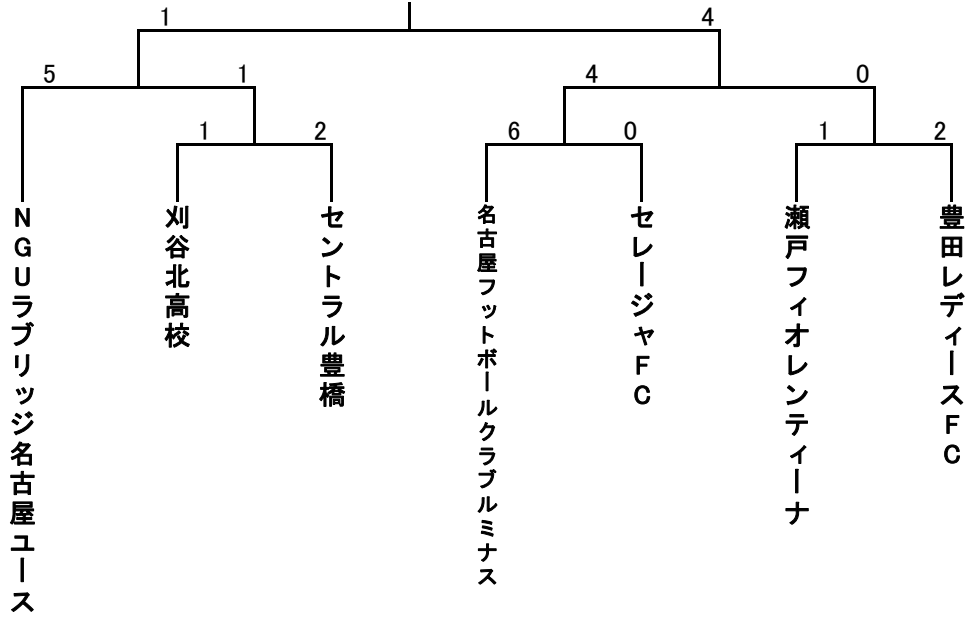 1 4
5 1 4 0
1 2 6 0 1 2
NGUラブリッジ名古屋ユース
刈谷北高校
セントラル豊橋
名古屋フットボールクラブルミナス
セレージャFC
瀬戸フィオレンティーナ
豊田レディースFC